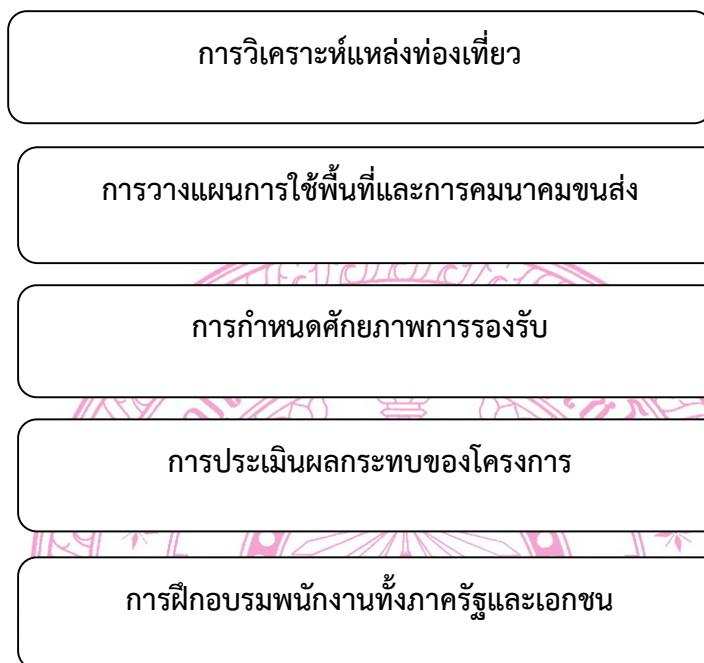 การวิเคราะห์แหล่งท่องเที่ยว
การวางแผนการใช้พื้นที่และการคมนาคมขนส่ง
การกำหนดศักยภาพการรองรับ
การประเมินผลกระทบของโครงการ
การฝึกอบรมพนักงานทั้งภาครัฐและเอกชน